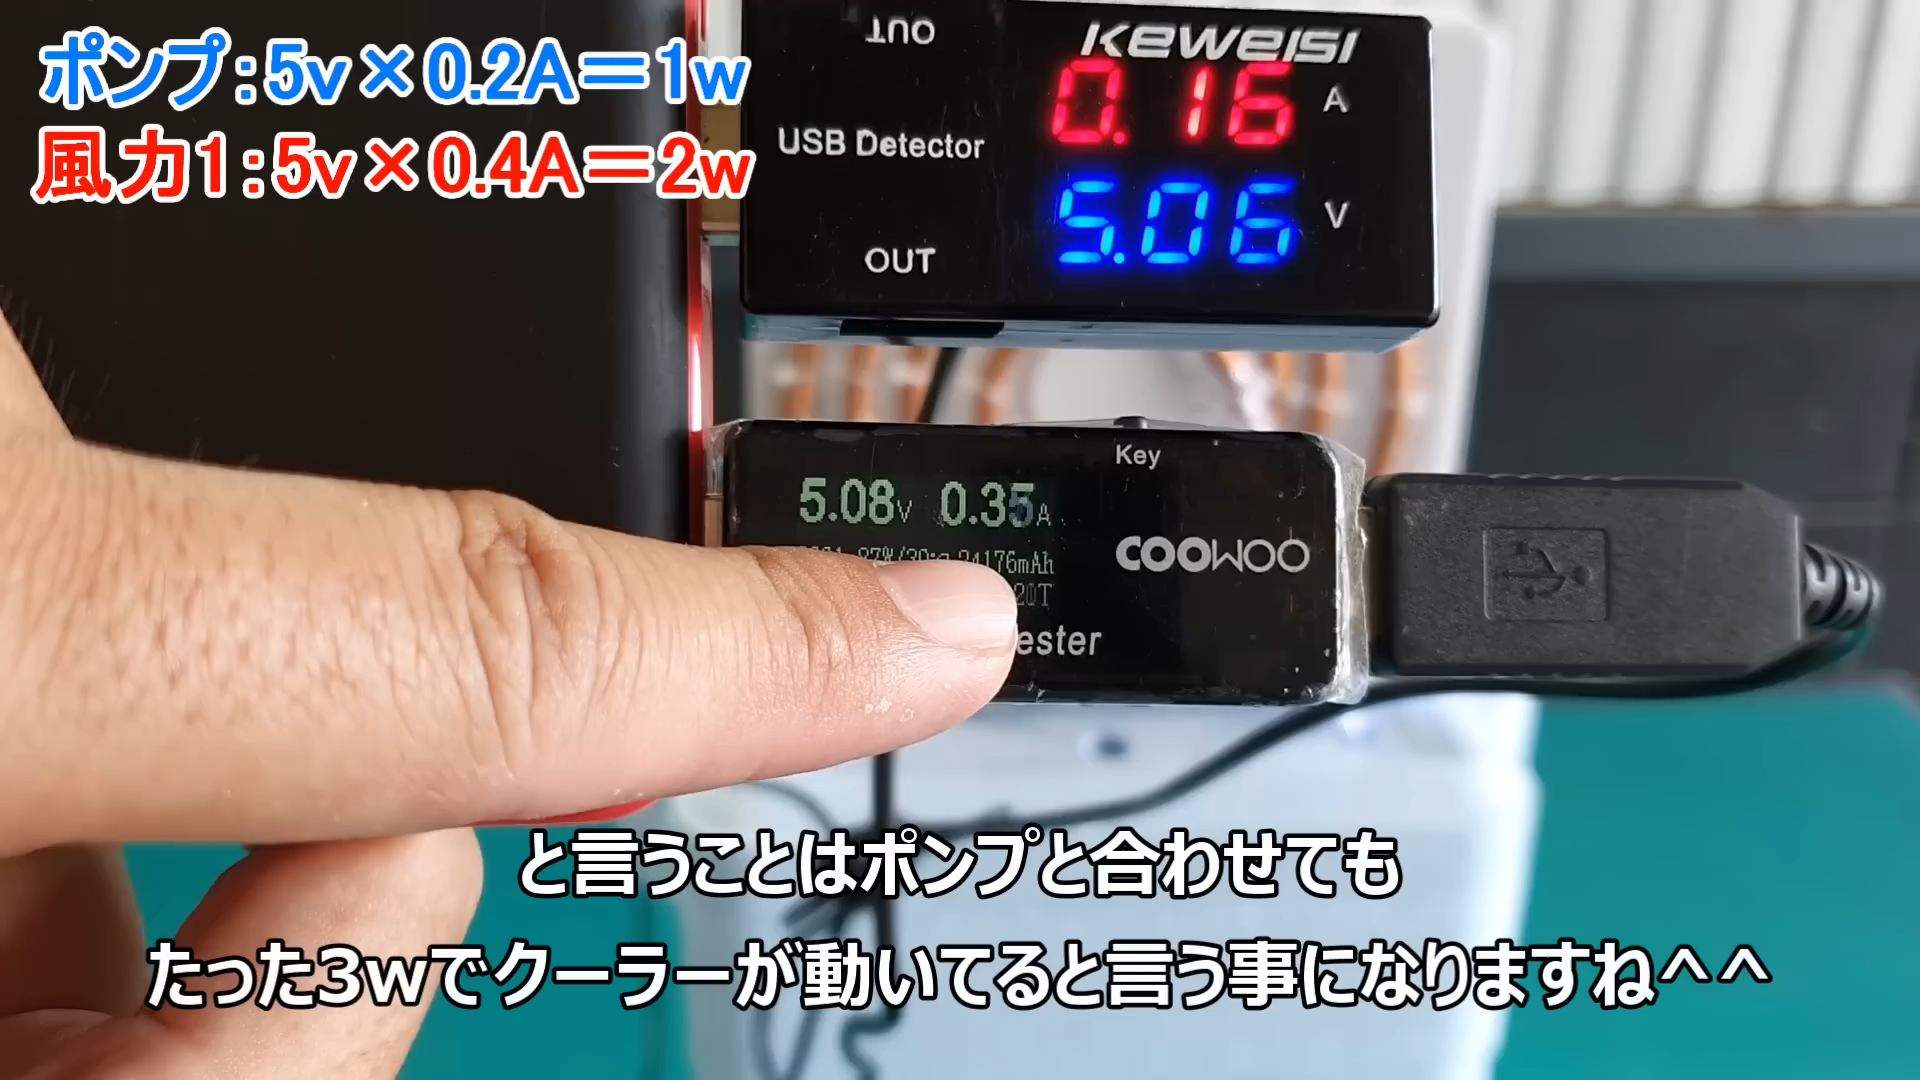 ポンプ：5v×0.2A＝1w
風力1：5v×0.4A＝2w
OUT
KEWEISI
0.16 A
USB Detector
5.06 V
OUT
Key
5.08V 0.35A
COOWOO
24176mAh
20T
ester
と言うことはポンプと合わせても
たった3wでクーラーが動いてると言う事になりますね^^